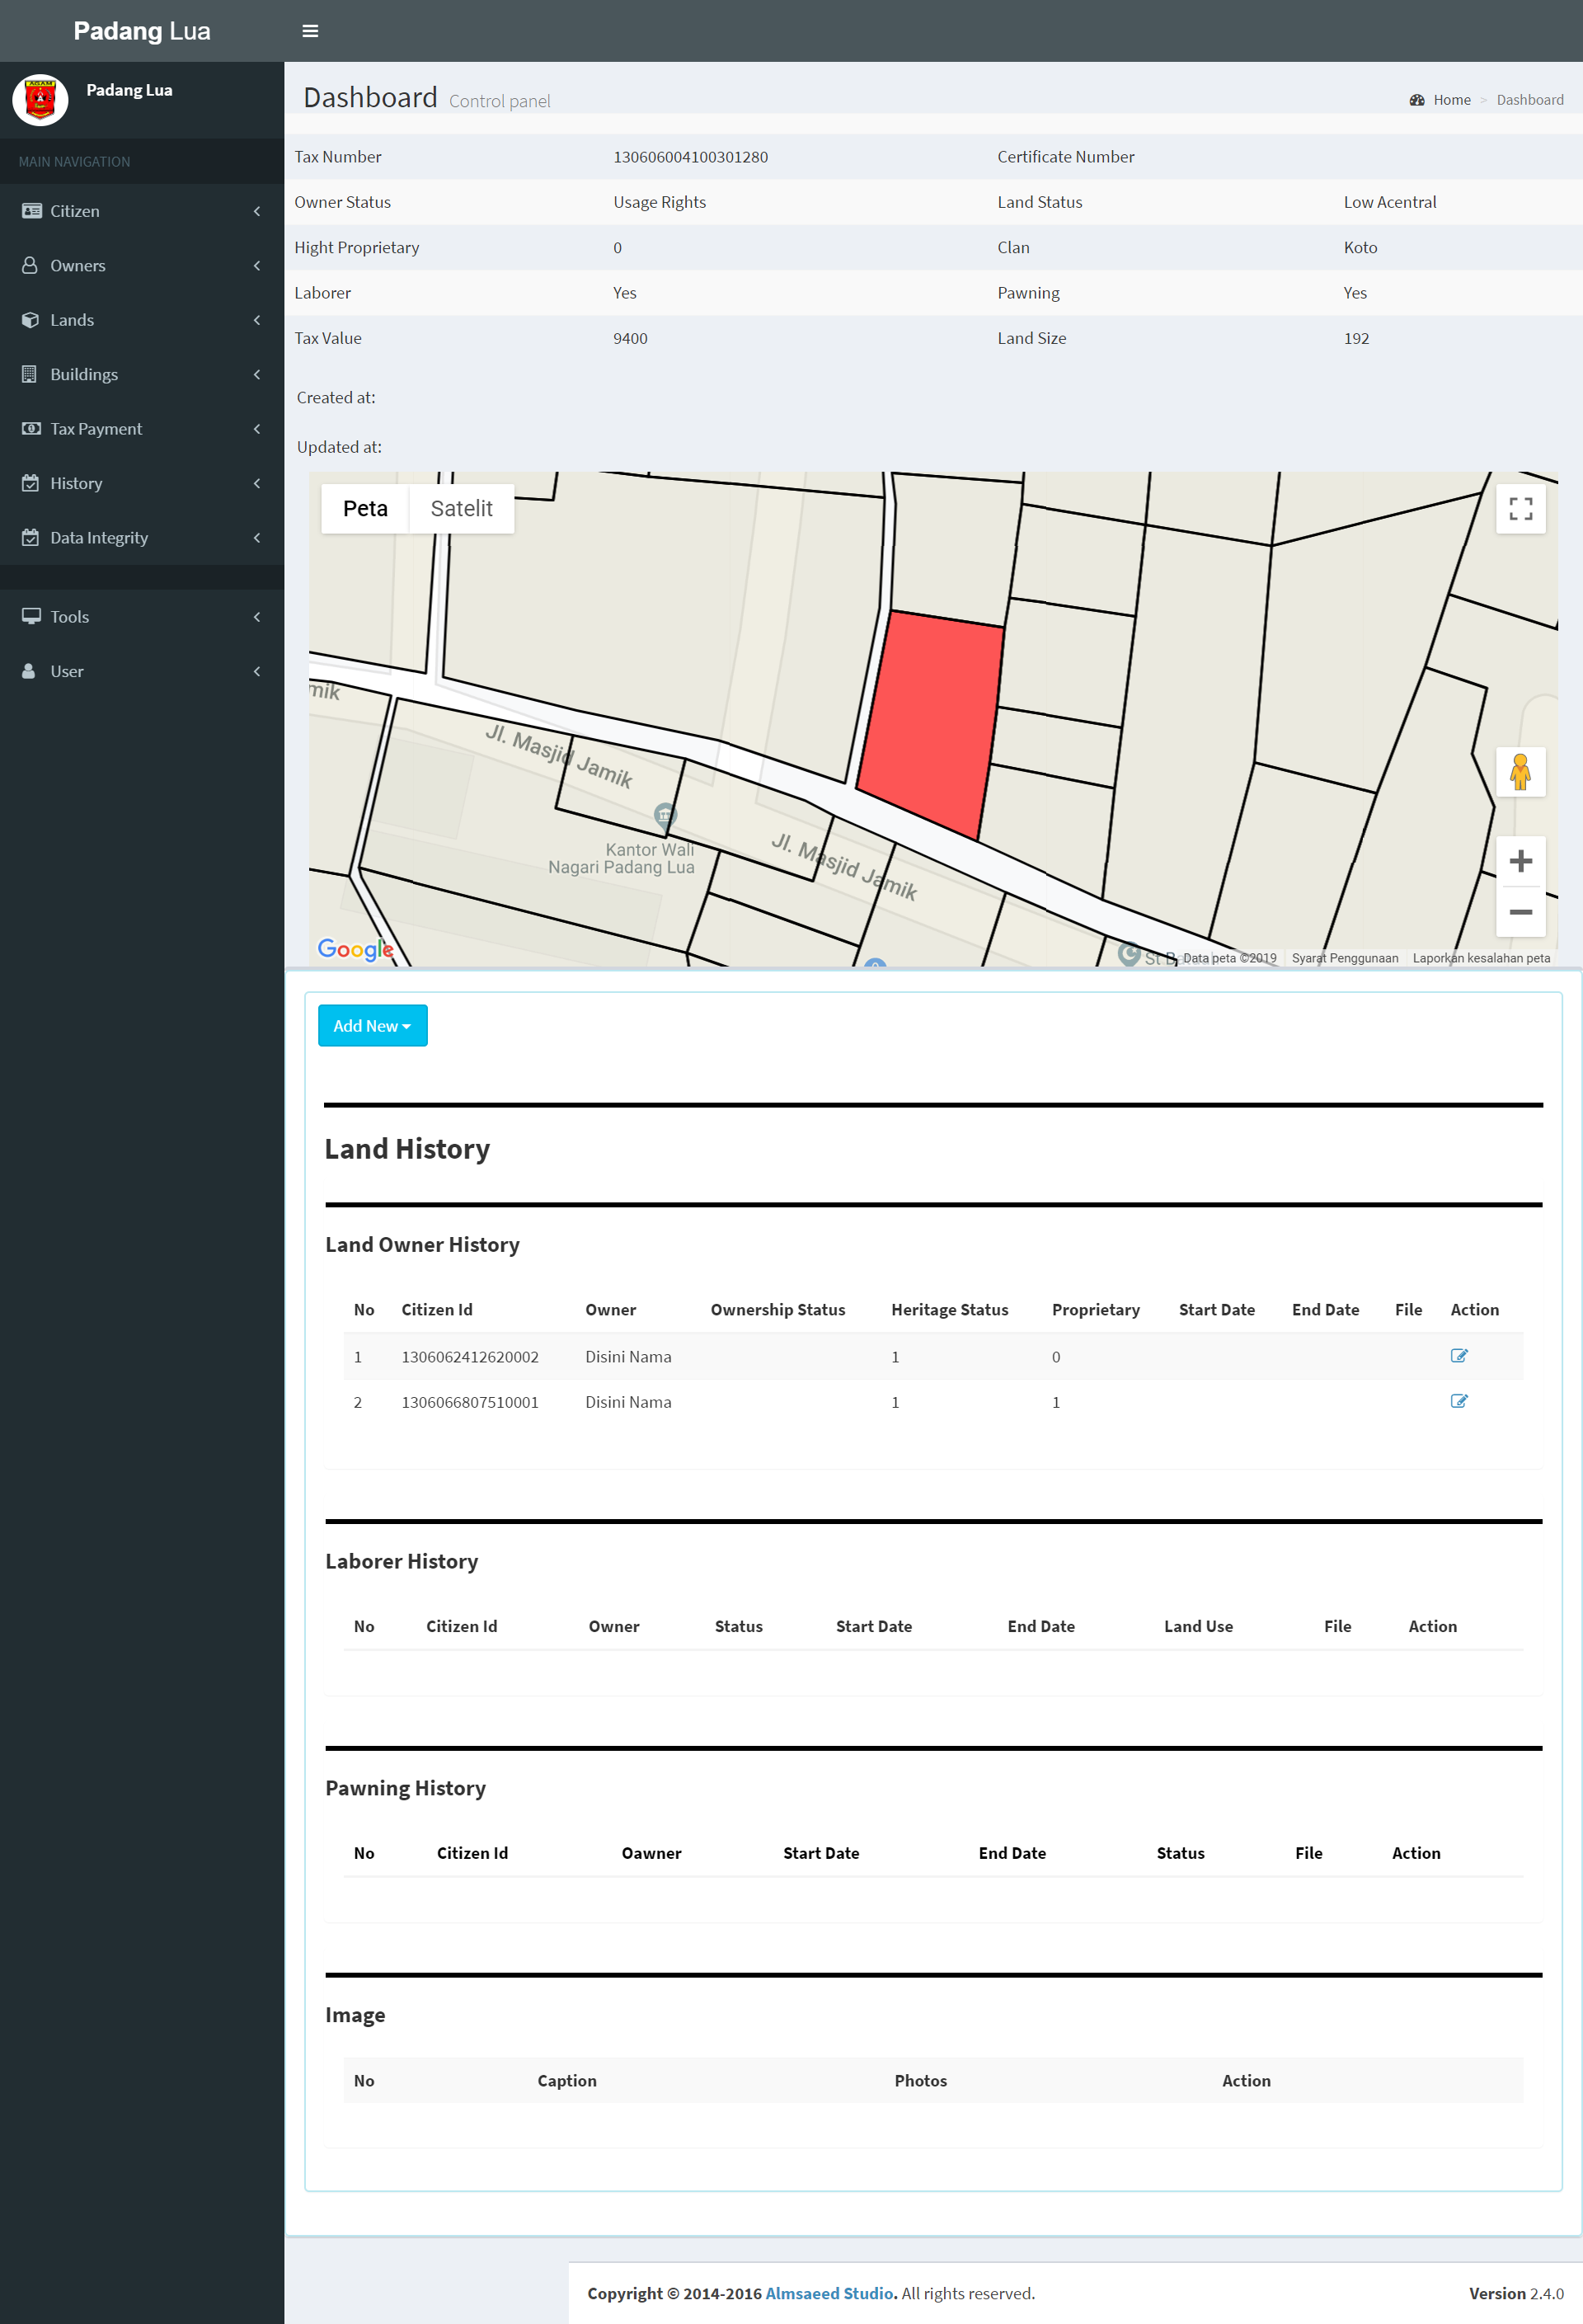 Padang Lua
Padang Lua
MAIN NAVIGATION
Citizen
Owners
Lands
Buildings
Tax Payment
History
Data Integrity
Tools
User
Dashboard Control panel
Home > Dashboard
Tax Number 130606004100301280 Certificate Number
Owner Status Usage Rights Land Status Low Acentral
Hight Proprietary 0 Clan Koto
Laborer Yes Pawning Yes
Tax Value 9400 Land Size 192
Created at:
Updated at:
Peta Satelit
mik
Jl. Masjid Jamik
Kantor Wali
Nagari Padang Lua
Jl. Masjid Jamik
Google
St
Data peta ©2019 Syarat Penggunaan Laporkan kesalahan peta
Add New
Land History
Land Owner History
No Citizen Id Owner Ownership Status Heritage Status Proprietary Start Date End Date File Action
1 1306062412620002 Disini Nama 1 0
2 1306066807510001 Disini Nama 1 1
Laborer History
No Citizen Id Owner Status Start Date End Date Land Use File Action
Pawning History
No Citizen Id Oawner Start Date End Date Status File Action
Image
No Caption Photos Action
Copyright © 2014-2016 Almsaeed Studio. All rights reserved.
Version 2.4.0